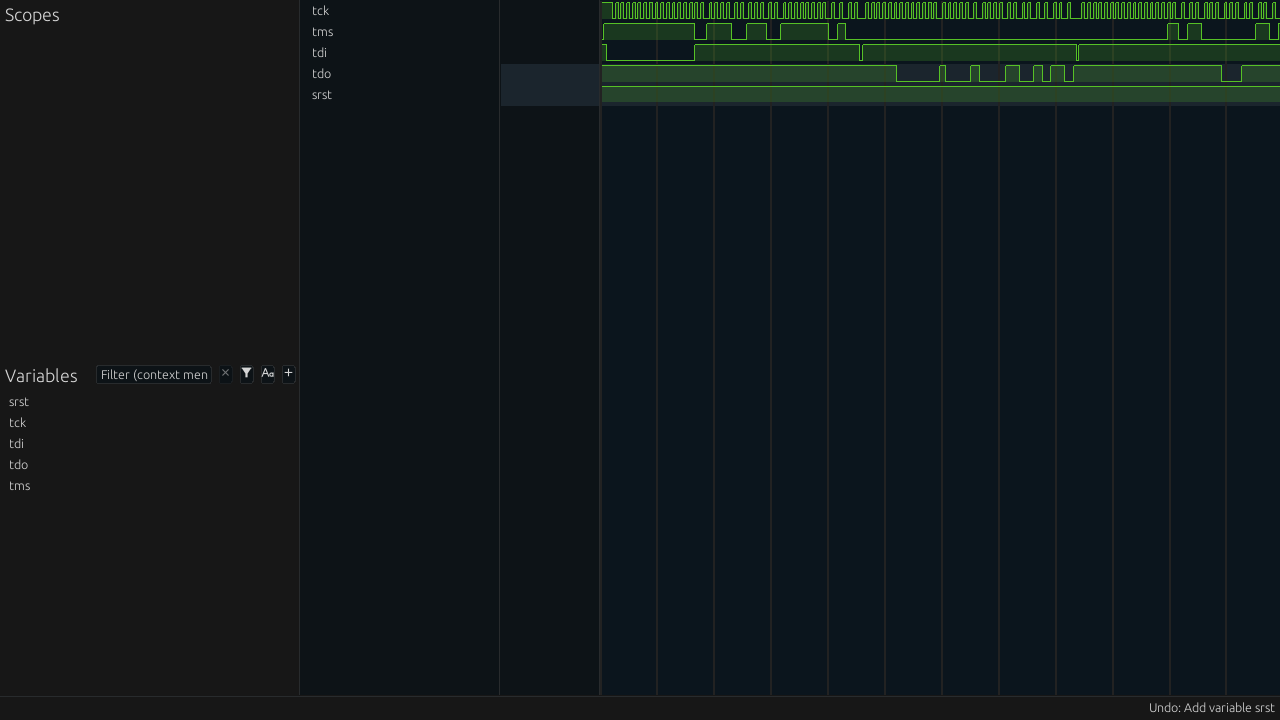 Scopes
Variables
Filter (context men
×
Aa
+
srst
tck
tdi
tdo
tms
tck
tms
tdi
tdo
srst
Undo: Add variable srst